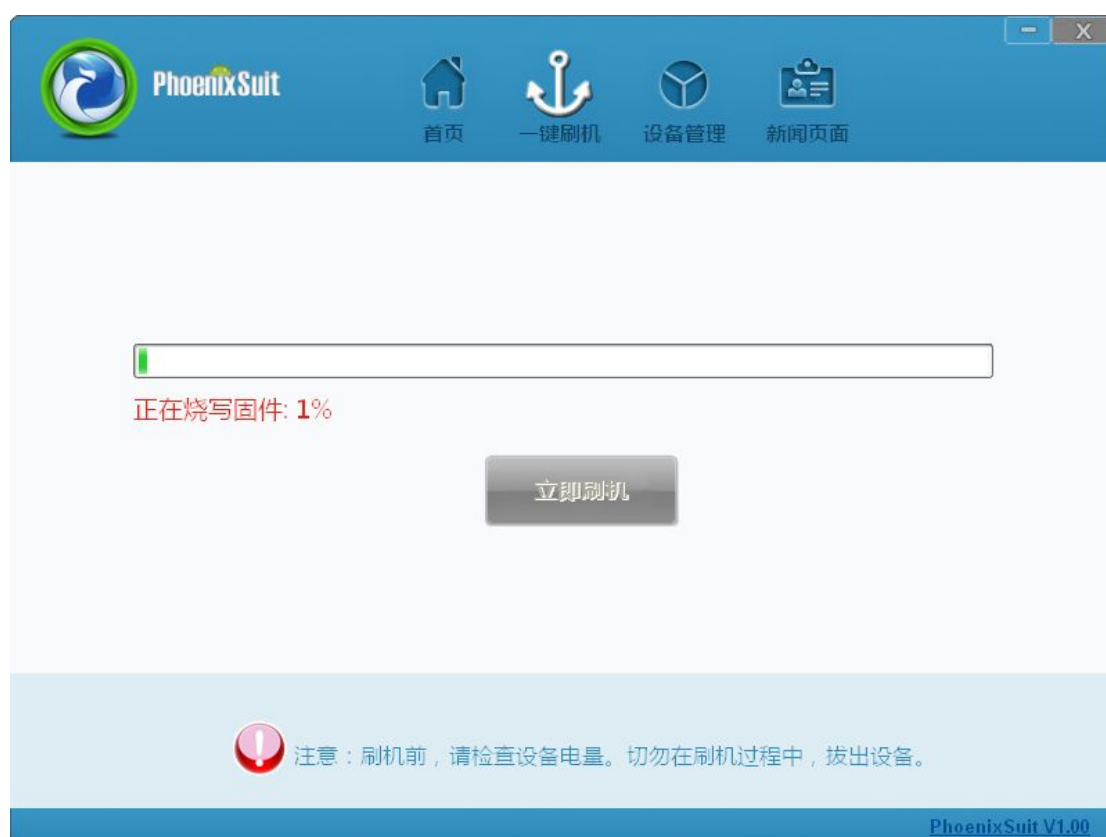 PhoenixSuit
首页 一键刷机 设备管理 新闻页面
正在烧写固件: 1%
立即刷机
注意：刷机前，请检查设备电量。切勿在刷机过程中，拔出设备。
PhoenixSuit V1.00